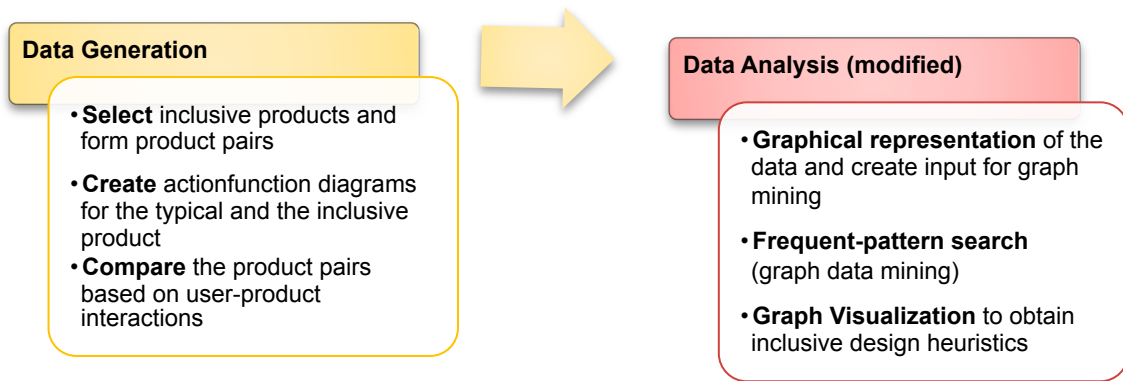 Data Generation
•Select inclusive products and
form product pairs
•Create actionfunction diagrams
for the typical and the inclusive
product
•Compare the product pairs
based on user-product
interactions
Data Analysis (modified)
•Graphical representation of the
data and create input for graph
mining
•Frequent-pattern search
(graph data mining)
•Graph Visualization to obtain
inclusive design heuristics